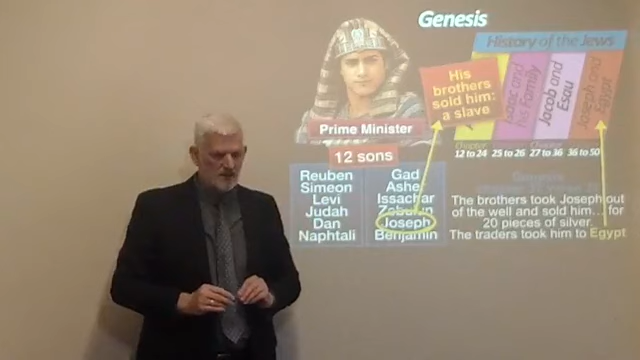 Genesis
History of the Jews
His
brothers
sold him:
a slave
Isaac and
his Family
Jacob and
Esau
Joseph and
Egypt
Prime Minister
12 to 24
25 to 26
27 to 36
36 to 50
12 sons
Reuben
Simeon
Levi
Judah
Dan
Naphtali
Gad
Ashe
Issachar
Zebulun
Joseph
Benjamin
Genesis
The brothers took Joseph out
of the well and sold him... for
20 pieces of silver.
The traders took him to Egypt